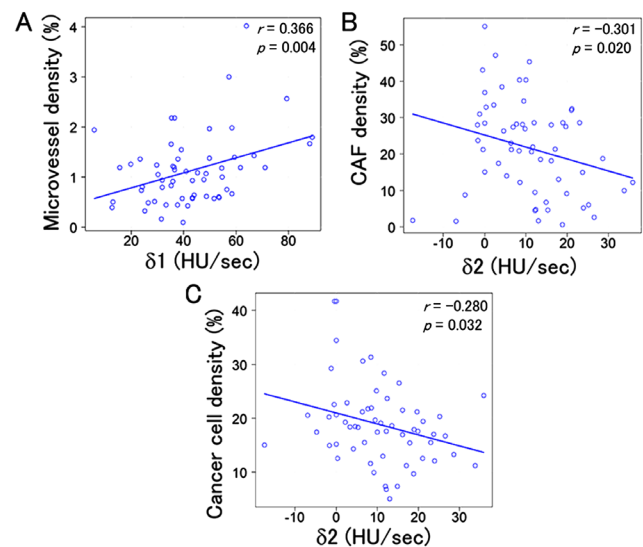 A
r = 0.366
p = 0.004
Microvessel density (%)
4
3
2
1
0
20
40
60
80
δ1 (HU/sec)
B
r = −0.301
p = 0.020
CAF density (%)
50
40
30
20
10
0
-10
0
10
20
30
δ2 (HU/sec)
C
r = −0.280
p = 0.032
Cancer cell density (%)
40
30
20
10
-10
0
10
20
30
δ2 (HU/sec)